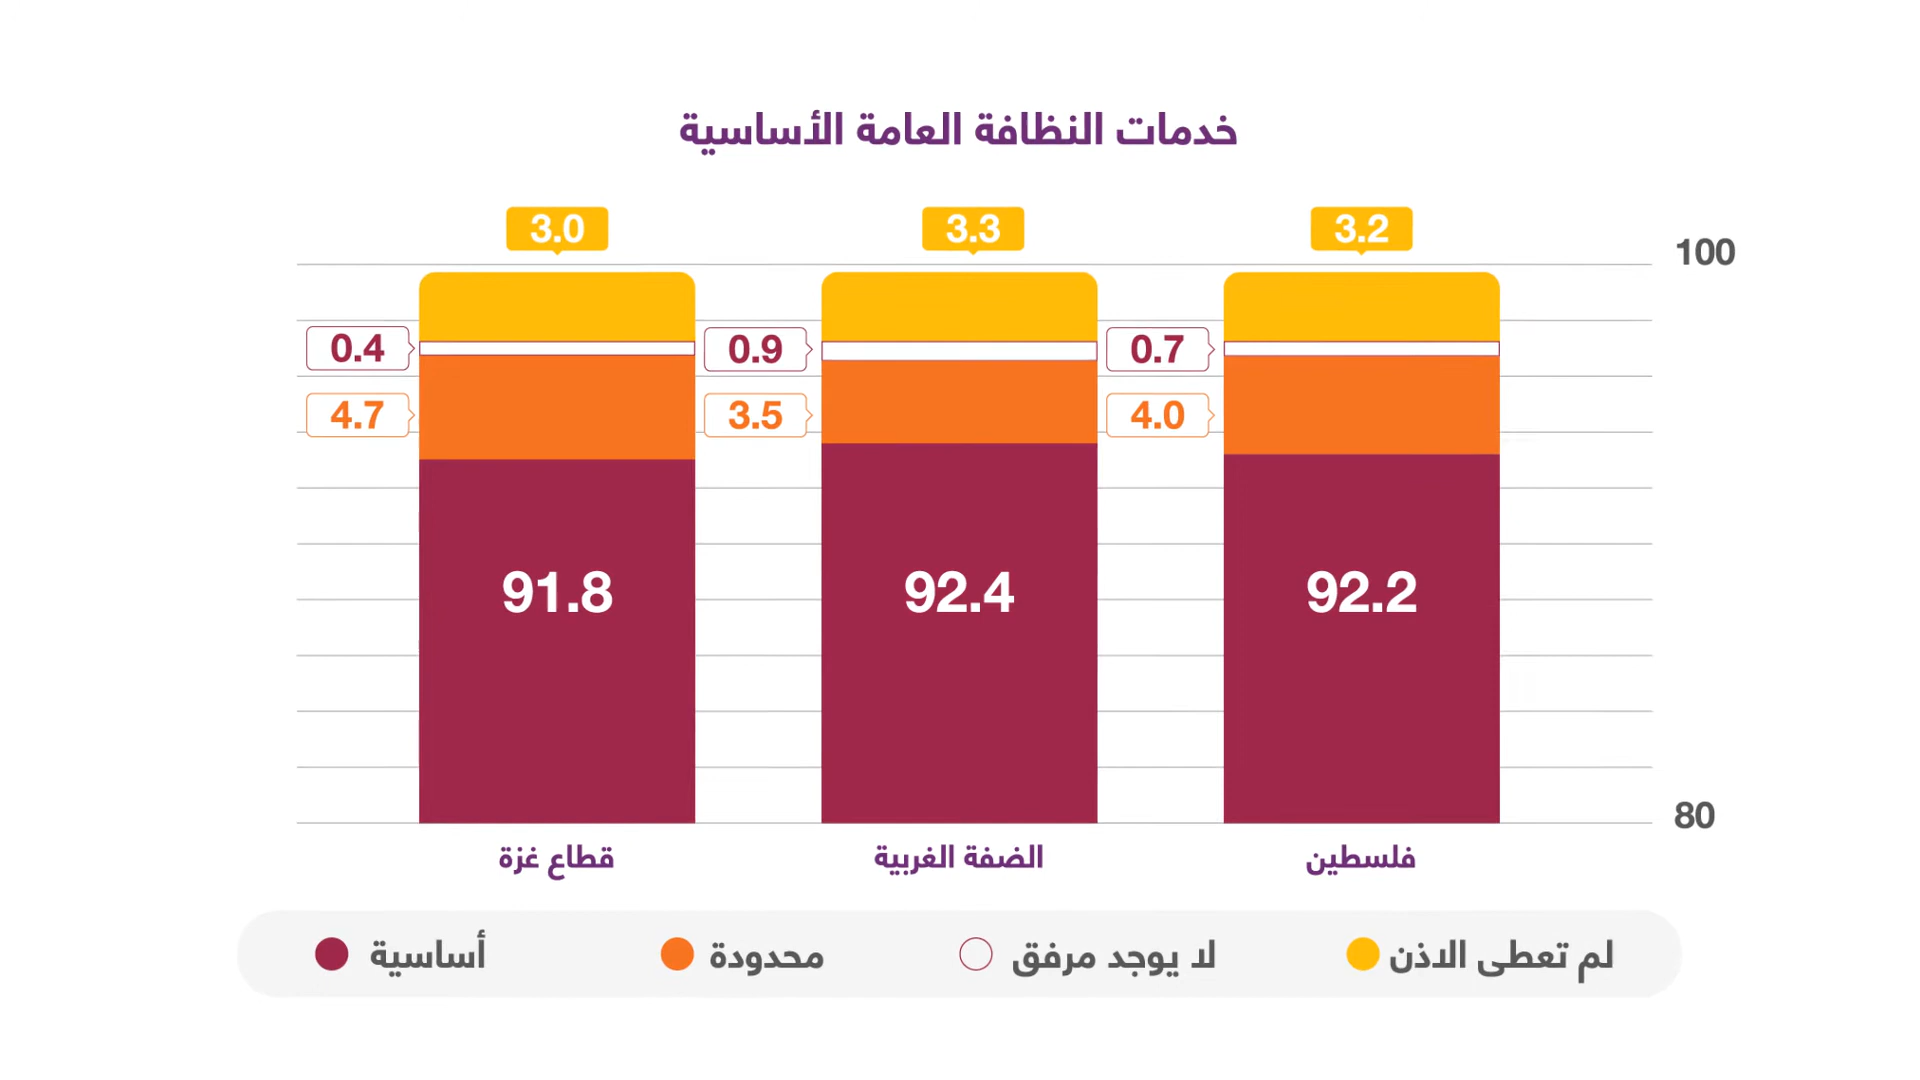 خدمات النظافة العامة الأساسية
3.2
3.3
3.0
100
0.7
0.9
0.4
4.0
3.5
4.7
92.2
92.4
91.8
80
فلسطين
الضفة الغربية
قطاع غزة
لم تعطى الاذن
لا يوجد مرفق
محدودة
أساسية